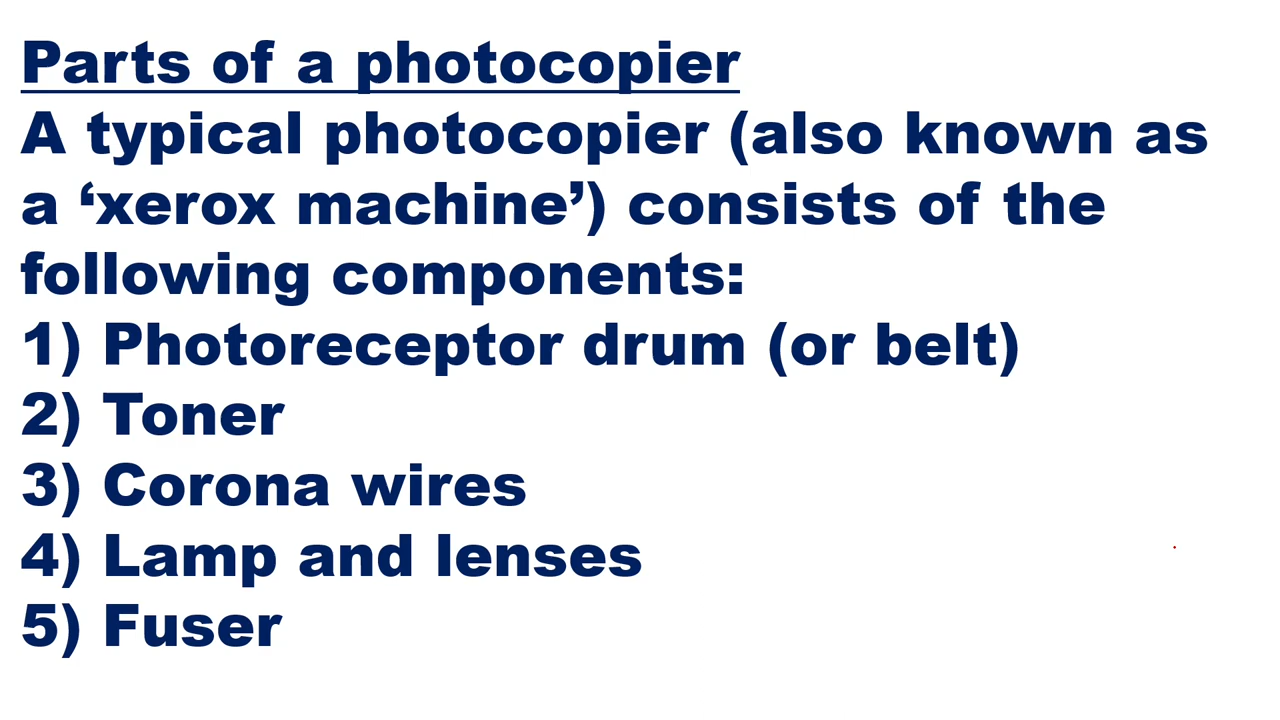 Parts of a photocopier
A typical photocopier (also known as
a ‘xerox machine’) consists of the
following components:
1) Photoreceptor drum (or belt)
2) Toner
3) Corona wires
4) Lamp and lenses
5) Fuser